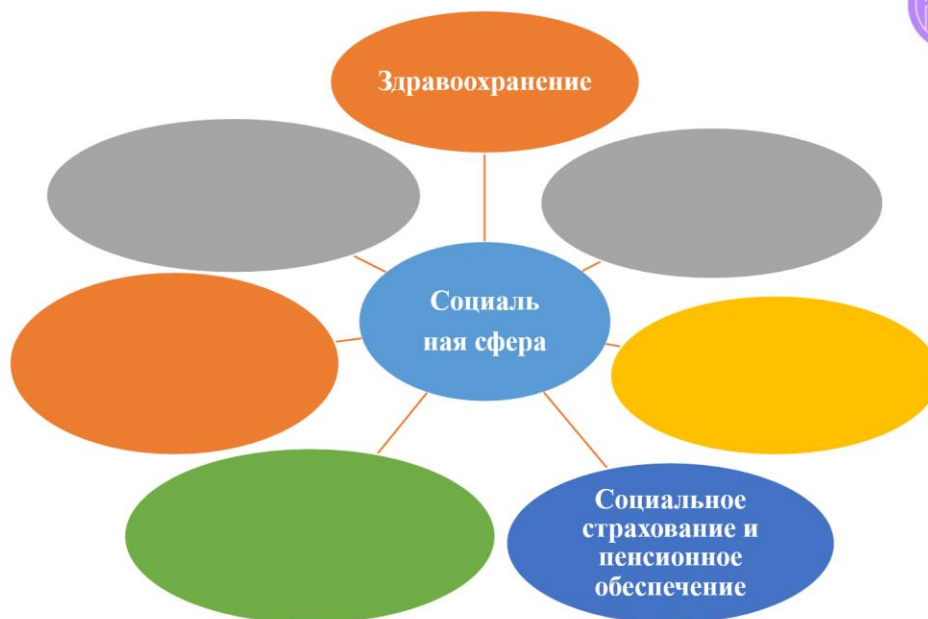 Здравоохранение
Социаль
ная сфера
Социальное
страхование и
пенсионное
обеспечение